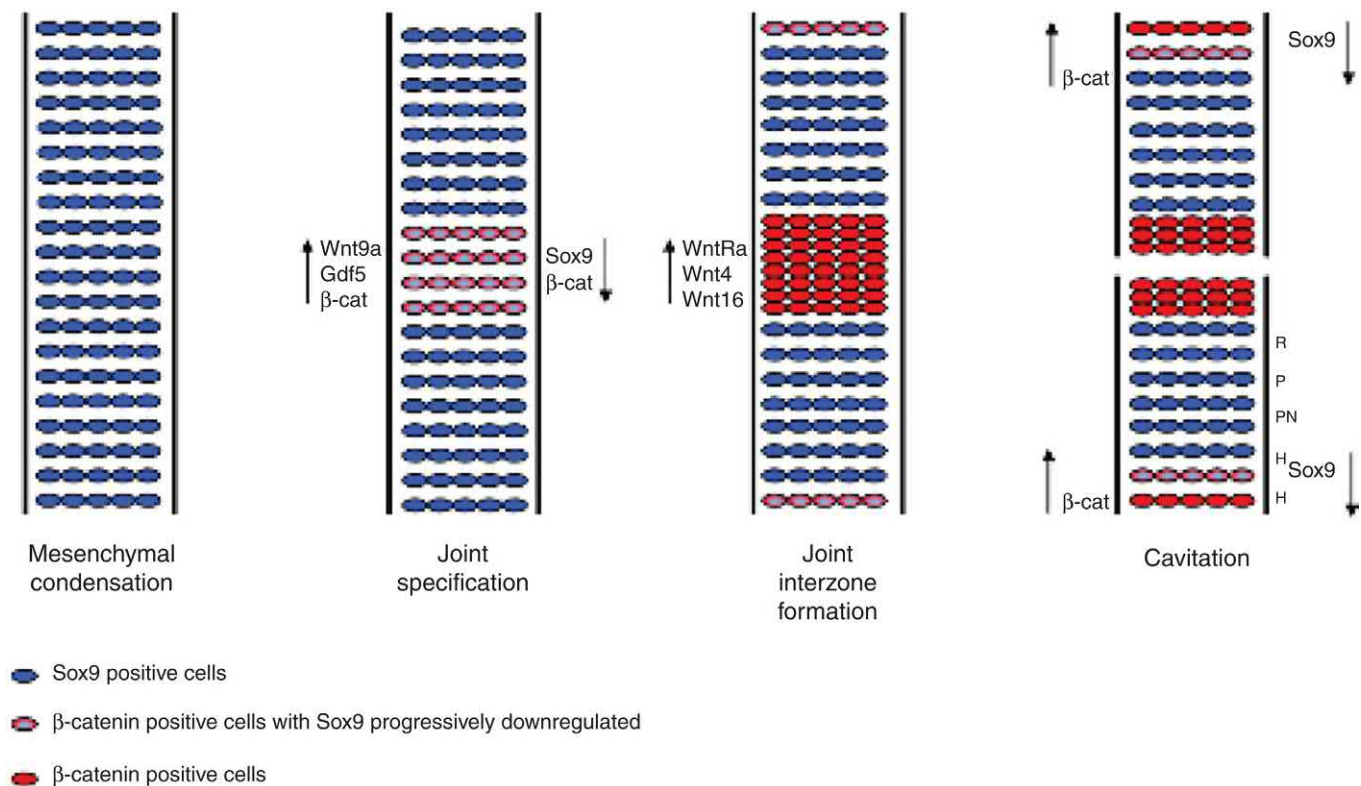 β-cat
Sox9
Wnt9a
Gdf5
β-cat
Sox9
β-cat
WntRa
Wnt4
Wnt16
R
P
PN
H
Sox9
β-cat
H
Mesenchymal
condensation
Joint
specification
Joint
interzone
formation
Cavitation
Sox9 positive cells
β-catenin positive cells with Sox9 progressively downregulated
β-catenin positive cells